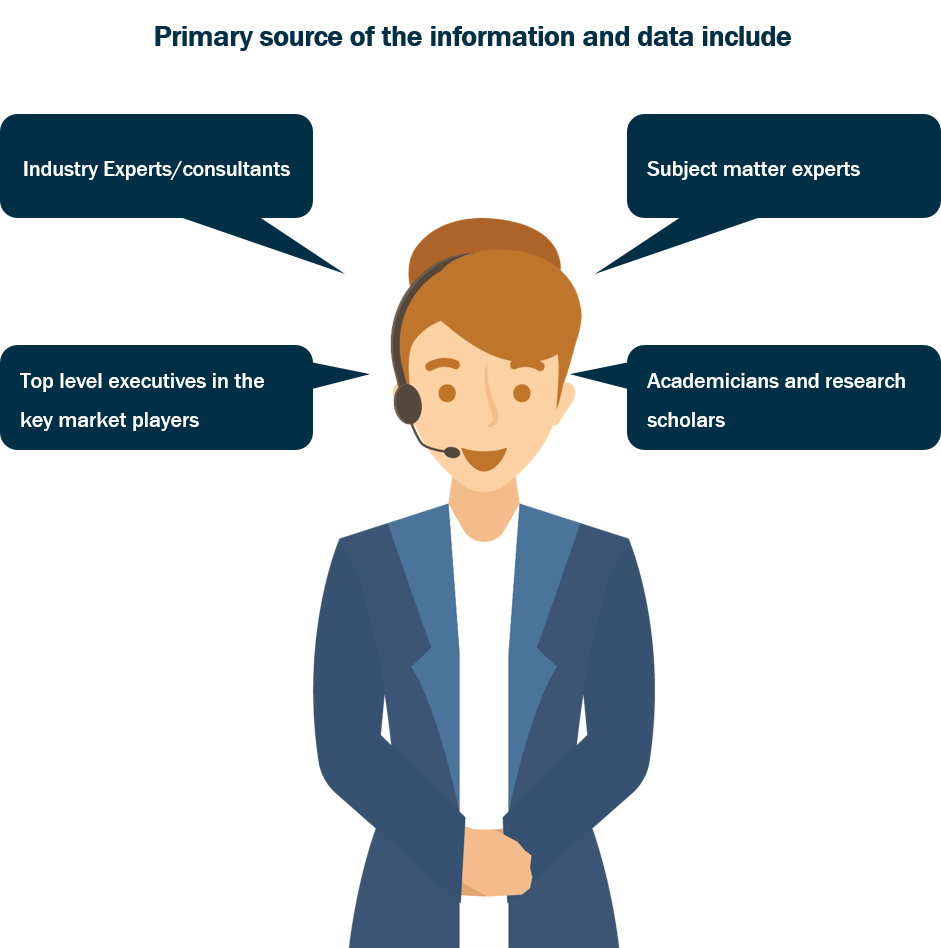 Primary source of the information and data include
Industry Experts/consultants
Subject matter experts
Top level executives in the
key market players
Academicians and research
scholars